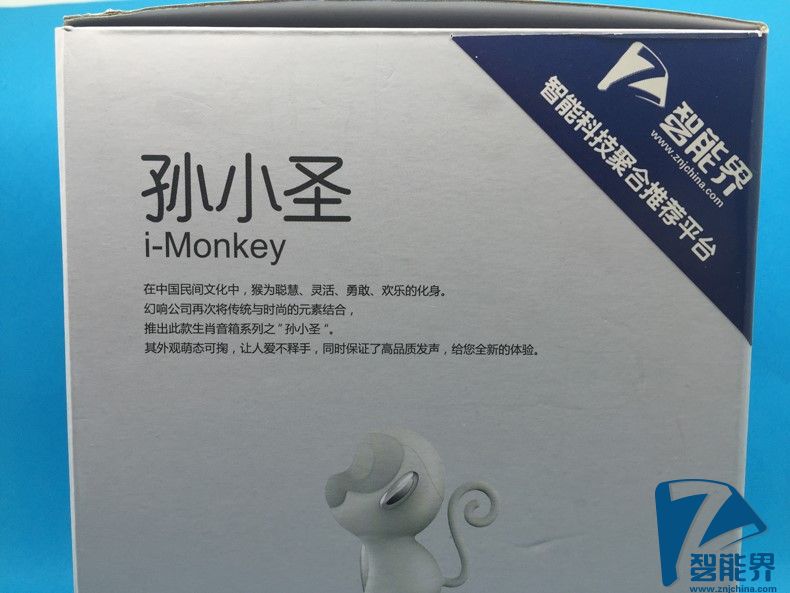 孙小圣
i-Monkey
在中国民间文化中，猴为聪慧、灵活、勇敢、欢乐的化身。
幻响公司再次将传统与时尚的元素结合，
推出此款生肖音箱系列之"孙小圣"。
其外观萌态可掬，让人爱不释手，同时保证了高品质发声，给您全新的体验。
智能界
www.znjchina.com
智能科技聚合推荐平台
智能界
www.znjchina.com